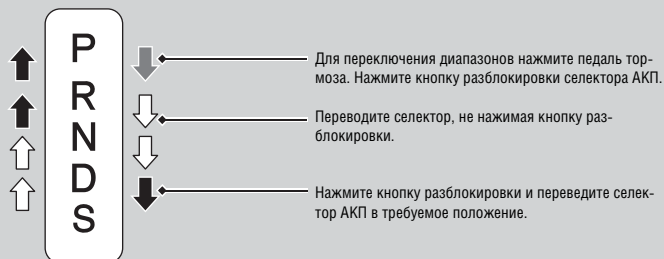 P
R
N
D
S
Для переключения диапазонов нажмите педаль тор-
моза. Нажмите кнопку разблокировки селектора АКП.
Переводите селектор, не нажимая кнопку раз-
блокировки.
Нажмите кнопку разблокировки и переведите селек-
тор АКП в требуемое положение.